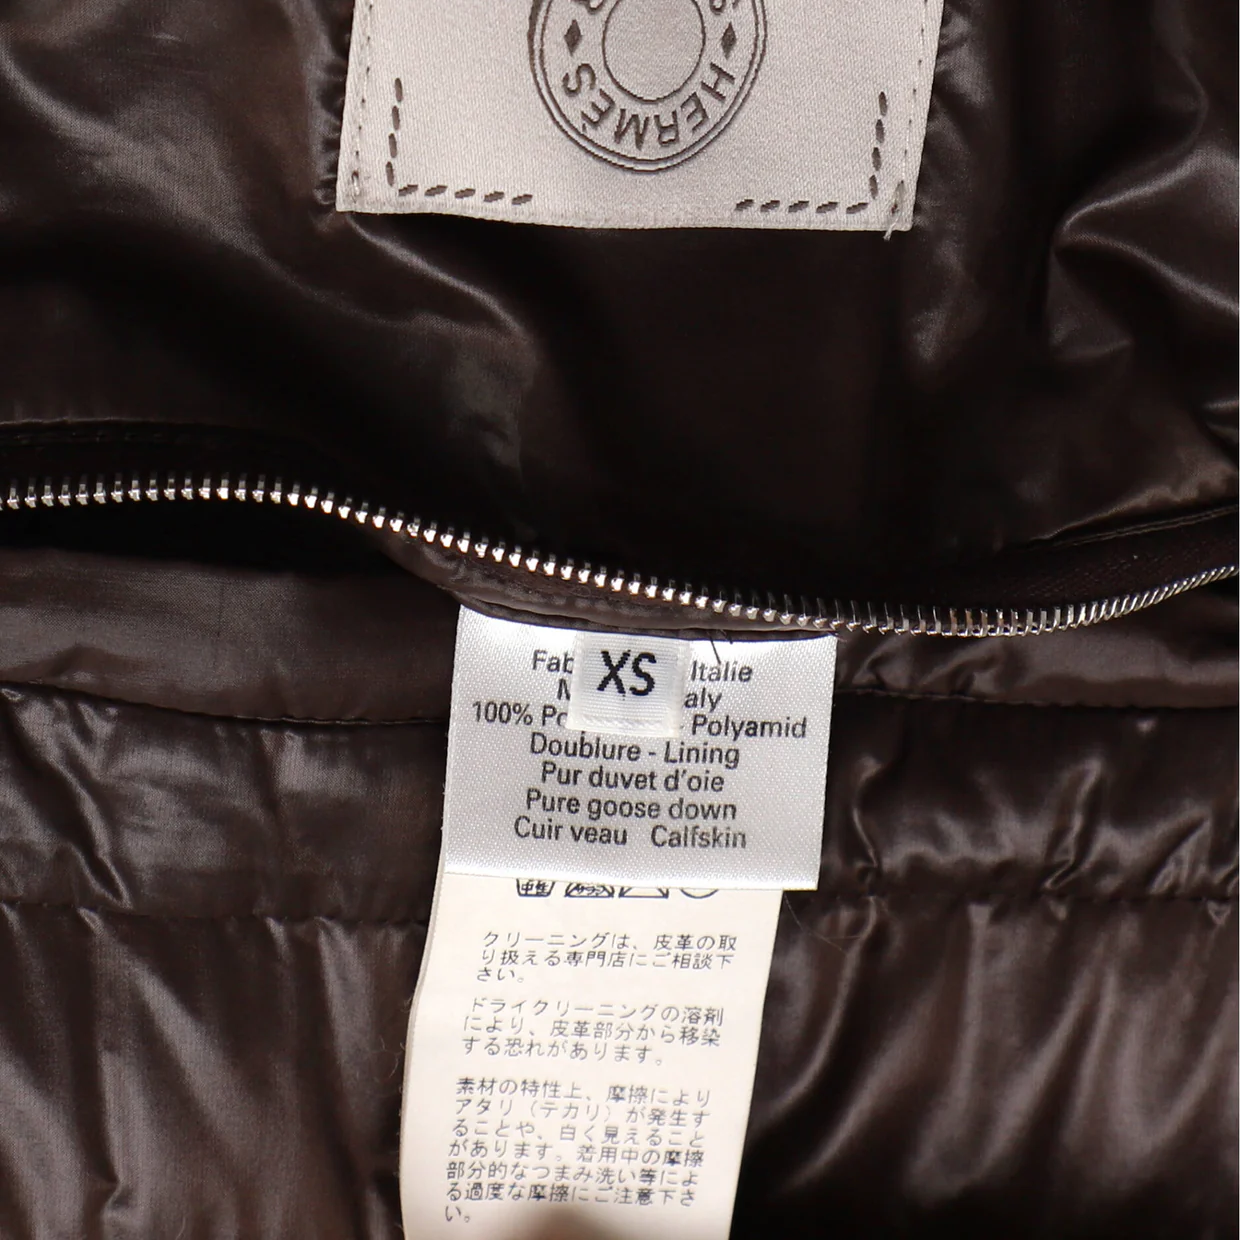 HERMÈS
XS
Italie
100% Polyamid
Doublure - Lining
Pur duvet d'oie
Pure goose down
Cuir veau Calfskin
クリーニングは、皮革の取
り扱える専門店にご相談下
さい。
ドライクリーニングの溶剤
により、皮革部分から移染
する恐れがあります。
素材の特性上、摩擦により
アタリ（テカリ）が発生す
ることや、白く見えること
があります。着用中の摩擦
部分的なつまみ洗い等によ
る過度な摩擦にご注意下さ
い。